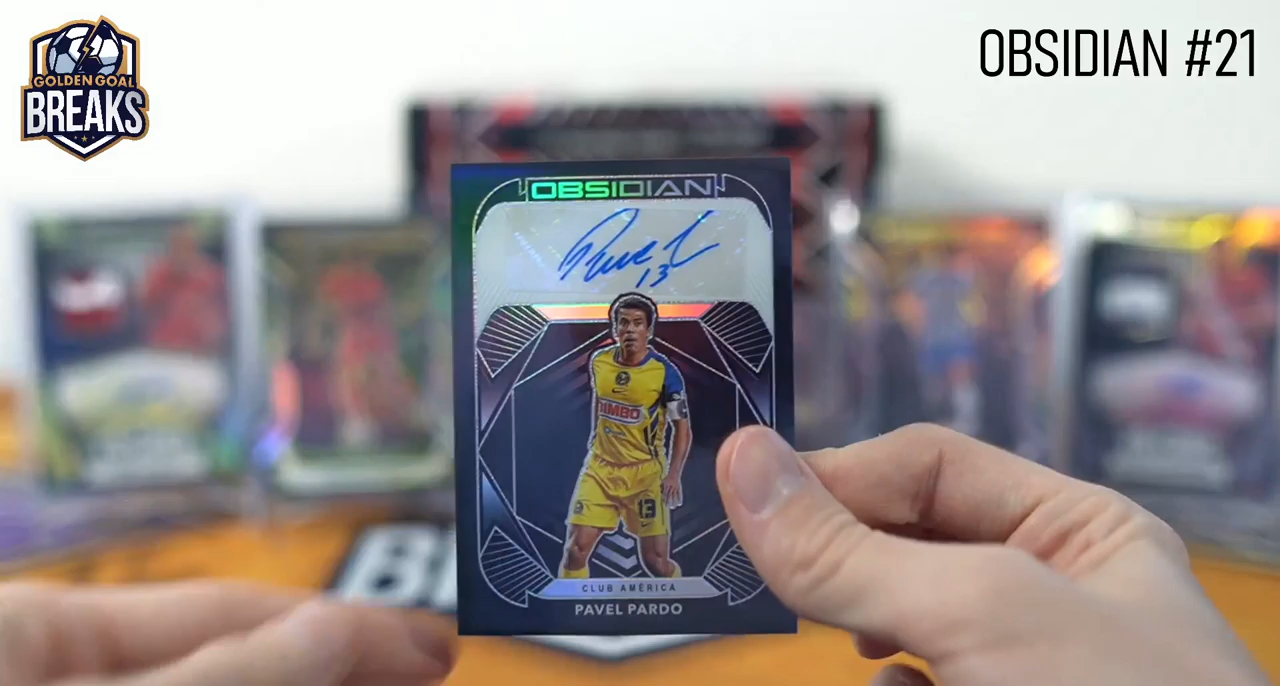 GOLDEN GOAL
BREAKS
OBSIDIAN #21
OBSIDIAN
13
BIMBO
13
CLUB AMÉRICA
PAVEL PARDO